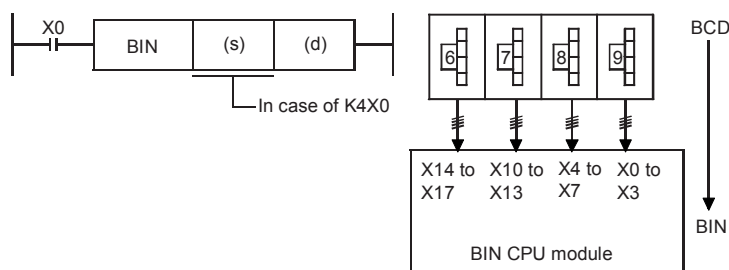 X0
BIN (s) (d)
In case of K4X0
6 7 8 9
BCD
X14 to X10 to X4 to X0 to
X17 X13 X7 X3
BIN
BIN CPU module